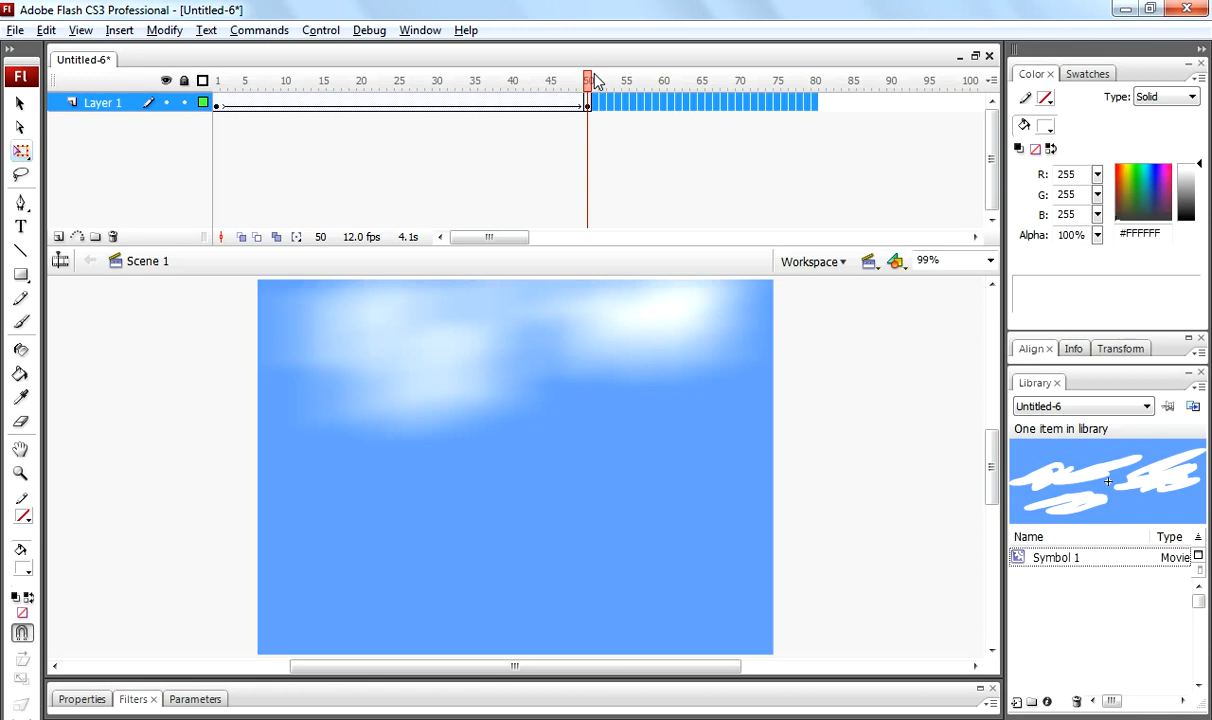 Adobe Flash CS3 Professional - [Untitled-6*]
File Edit View Insert Modify Text Commands Control Debug Window Help
Untitled-6*
1 5 10 15 20 25 30 35 40 45 50 55 60 65 70 75 80 85 90 95 100
Layer 1
50 12.0 fps 4.1s
Scene 1
Workspace
99%
Properties Filters Parameters
Fl
Color Swatches
Type: Solid
R: 255
G: 255
B: 255
Alpha: 100%
#FFFFFF
Align Info Transform
Library
Untitled-6
One item in library
Name Type
Symbol 1 Movie